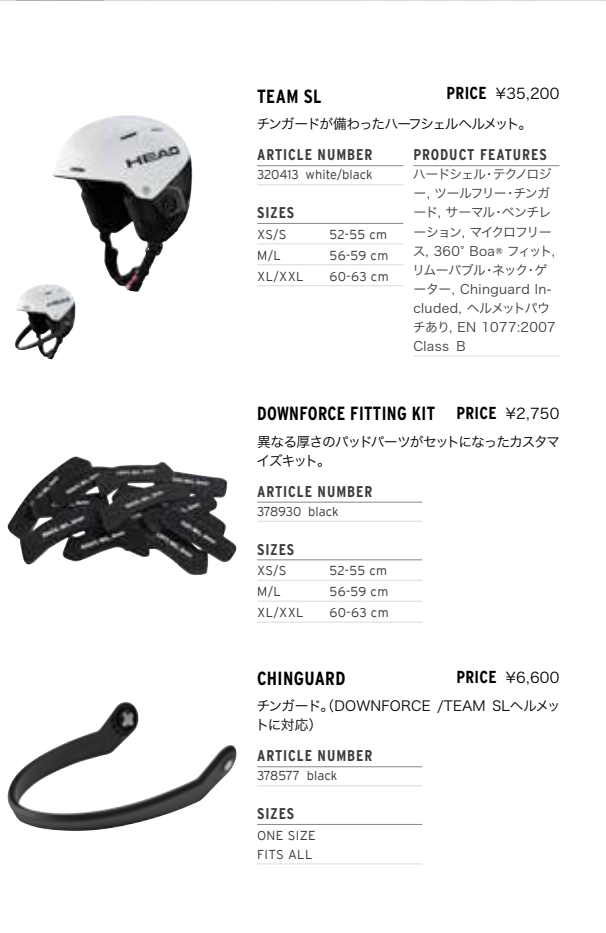 HEAD
HEAD
TEAM SL PRICE ¥35,200
チンガードが備わったハーフシェルヘルメット。
ARTICLE NUMBER
320413 white/black
SIZES
XS/S 52-55 cm
M/L 56-59 cm
XL/XXL 60-63 cm
PRODUCT FEATURES
ハードシェル・テクノロジ
ー, ツールフリー・チンガ
ード, サーマル・ベンチレ
ーション, マイクロフリー
ス, 360° Boa® フィット,
リムーバブル・ネック・ゲ
ーター, Chinguard In-
cluded, ヘルメットパウ
チあり, EN 1077:2007
Class B
DOWNFORCE FITTING KIT PRICE ¥2,750
異なる厚さのパッドパーツがセットになったカスタマ
イズキット。
ARTICLE NUMBER
378930 black
SIZES
XS/S 52-55 cm
M/L 56-59 cm
XL/XXL 60-63 cm
CHINGUARD PRICE ¥6,600
チンガード。(DOWNFORCE /TEAM SLヘルメッ
トに対応)
ARTICLE NUMBER
378577 black
SIZES
ONE SIZE
FITS ALL